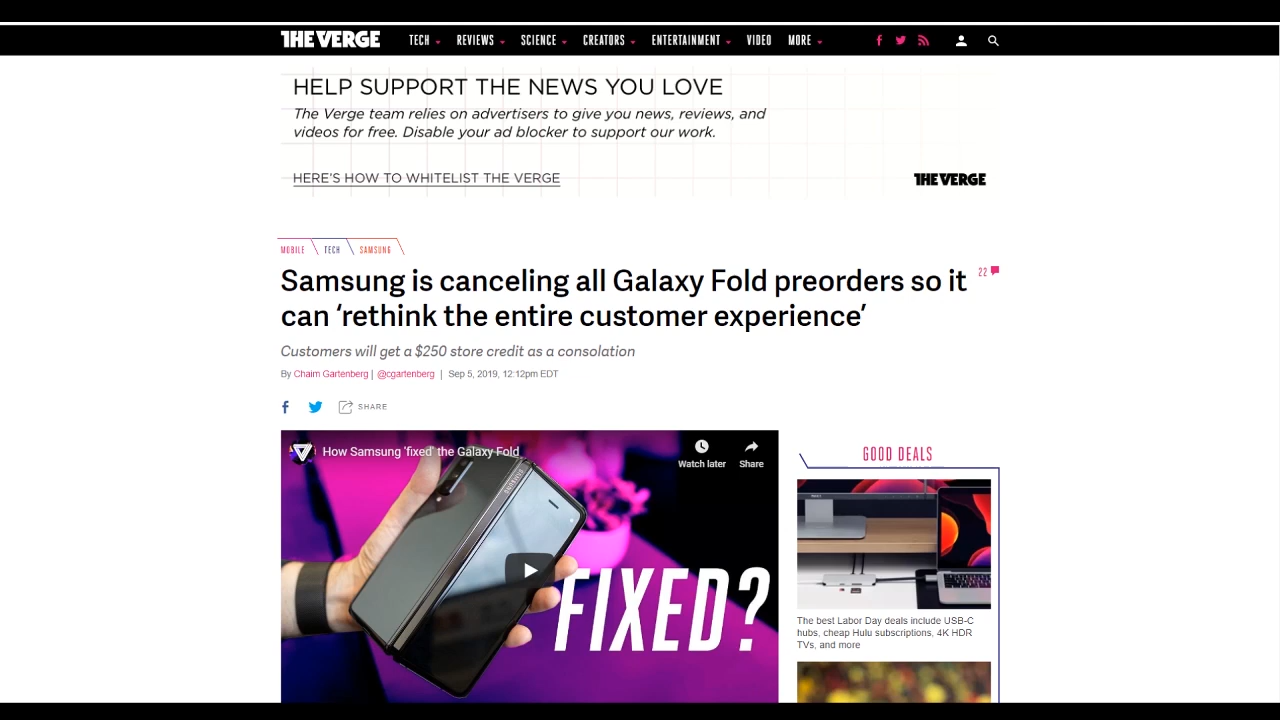 THE VERGE
TECH REVIEWS SCIENCE CREATORS ENTERTAINMENT VIDEO MORE
HELP SUPPORT THE NEWS YOU LOVE
The Verge team relies on advertisers to give you news, reviews, and
videos for free. Disable your ad blocker to support our work.
HERE'S HOW TO WHITELIST THE VERGE
THE VERGE
MOBILE TECH SAMSUNG
Samsung is canceling all Galaxy Fold preorders so it
can ‘rethink the entire customer experience’
22
Customers will get a $250 store credit as a consolation
By Chaim Gartenberg | @cgartenberg | Sep 5, 2019, 12:12pm EDT
SHARE
How Samsung 'fixed' the Galaxy Fold
Watch later Share
SAMSUNG
FIXED?
GOOD DEALS
The best Labor Day deals include USB-C
hubs, cheap Hulu subscriptions, 4K HDR
TVs, and more